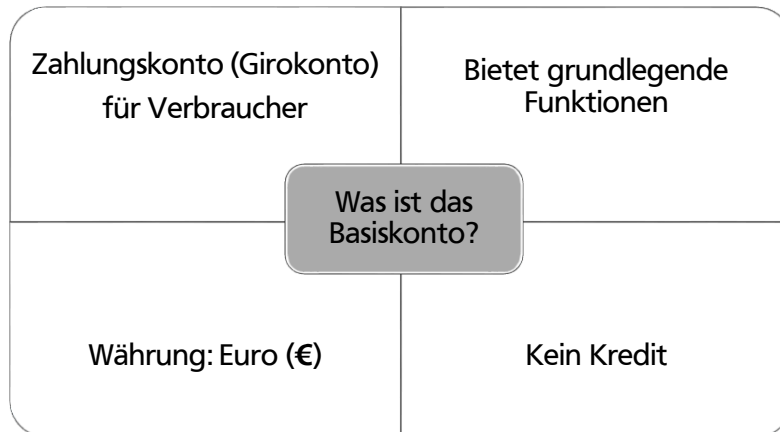 Zahlungskonto (Girokonto)
für Verbraucher
Bietet grundlegende
Funktionen
Was ist das
Basiskonto?
Währung: Euro (€)
Kein Kredit